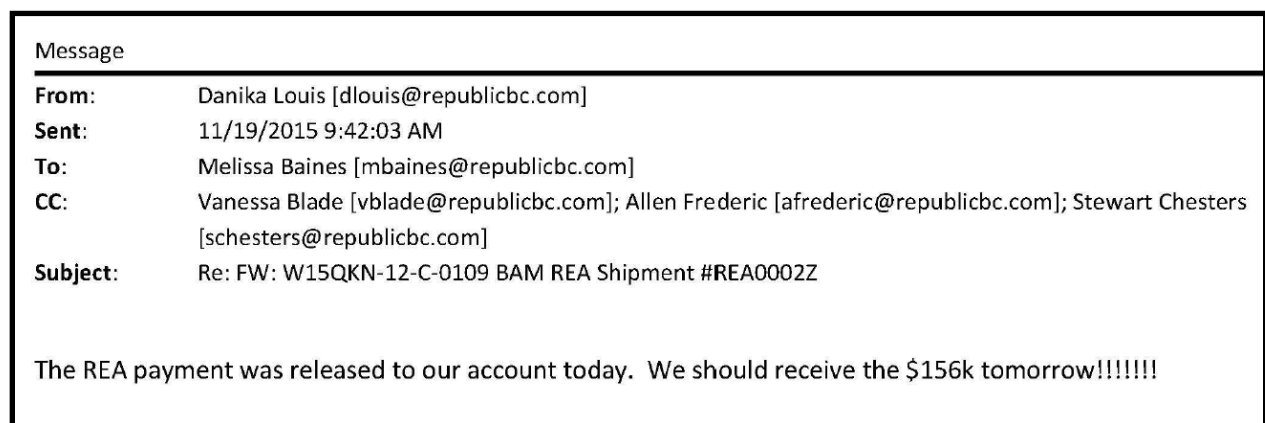 Message
From: Danika Louis [dlouis@republicbc.com]
Sent: 11/19/2015 9:42:03 AM
To: Melissa Baines [mbaines@republicbc.com]
CC: Vanessa Blade [vblade@republicbc.com]; Allen Frederic [afrederic@republicbc.com]; Stewart Chesters
[schesters@republicbc.com]
Subject: Re: FW: W15QKN-12-C-0109 BAM REA Shipment #REA0002Z
The REA payment was released to our account today.  We should receive the $156k tomorrow!!!!!!!